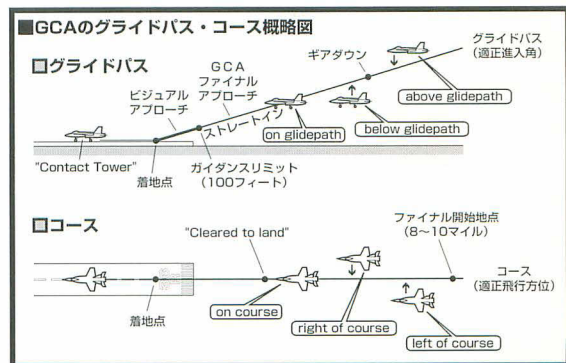 ■GCAのグライドパス・コース概略図
グライドパス
(適正進入角)
ギアダウン
□グライドパス
GCA
ファイナル
アプローチ
ビジュアル
アプローチ
ストレートイン
above glidepath
on glidepath
below glidepath
"Contact Tower"
着地点
ガイダンスリミット
(100フィート)
□コース
"Cleared to land"
ファイナル開始地点
(8〜10マイル)
コース
(適正飛行方位)
着地点
on course
right of course
left of course